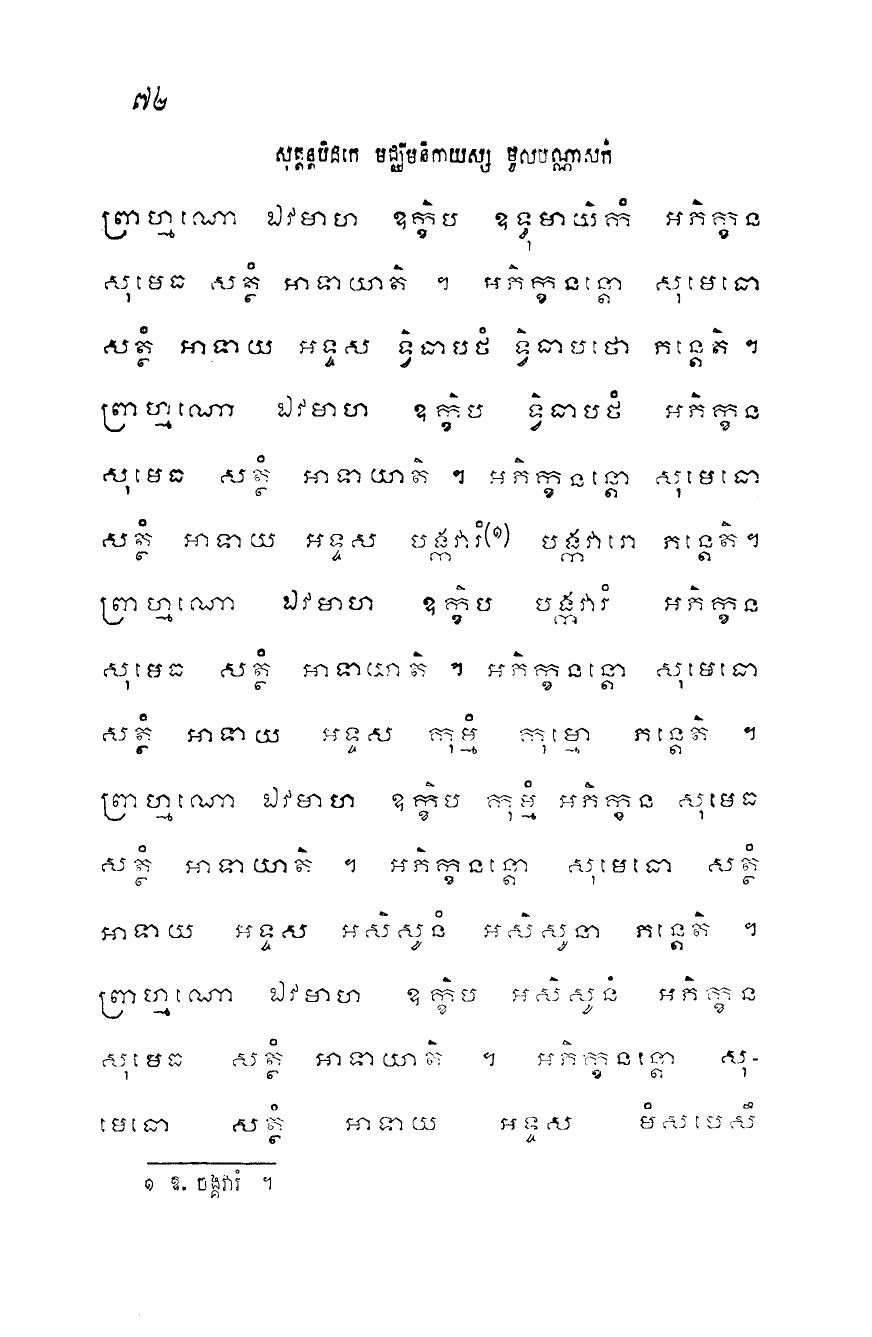 ៧២
សុត្តន្តបិដកេ មជ្ឈិមនិកាយស្ស មូលបណ្ណាសកំ
ព្រាហ្មណោ ឯវមាហ ឧក្ខិប ឧទ្ធុមាយិកំ អភិក្ខន
សុមេធ សត្ថំ អាទាយាតិ ។ អភិក្ខនន្តោ សុមេធោ
សត្ថំ អាទាយ អទ្ទស ទ្វិធាបថំ ទ្វិធាបថោ ភន្តេតិ ។
ព្រាហ្មណោ ឯវមាហ ឧក្ខិប ទ្វិធាបថំ អភិក្ខន
សុមេធ សត្ថំ អាទាយាតិ ។ អភិក្ខនន្តោ សុមេធោ
សត្ថំ អាទាយ អទ្ទស បង្កវារំ(១) បង្កវារោ ភន្តេតិ ។
ព្រាហ្មណោ ឯវមាហ ឧក្ខិប បង្កវារំ អភិក្ខន
សុមេធ សត្ថំ អាទាយាតិ ។ អភិក្ខនន្តោ សុមេធោ
សត្ថំ អាទាយ អទ្ទស កុម្មំ កុម្មោ ភន្តេតិ ។
ព្រាហ្មណោ ឯវមាហ ឧក្ខិប កុម្មំ អភិក្ខន សុមេធ
សត្ថំ អាទាយាតិ ។ អភិក្ខនន្តោ សុមេធោ សត្ថំ
អាទាយ អទ្ទស អសិសូនំ អសិសូនា ភន្តេតិ ។
ព្រាហ្មណោ ឯវមាហ ឧក្ខិប អសិសូនំ អភិក្ខន
សុមេធ សត្ថំ អាទាយាតិ ។ អភិក្ខនន្តោ សុ-
មេធោ សត្ថំ អាទាយ អទ្ទស មំសបេសឹ
១ ឱ. ចង្គវារំ ។